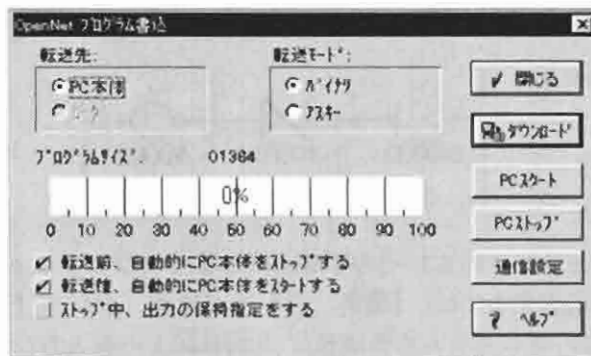 OpenNet プログラム書込
転送先:
PC本体
転送モード:
バイナリ
アスキー
プログラムサイズ 01364
0%
0 10 20 30 40 50 60 70 80 90 100
転送前、自動的にPC本体をストップする
転送後、自動的にPC本体をスタートする
ストップ中、出力の保持指定をする
閉じる
ダウンロード
PCスタート
PCストップ
通信設定
? ヘルプ